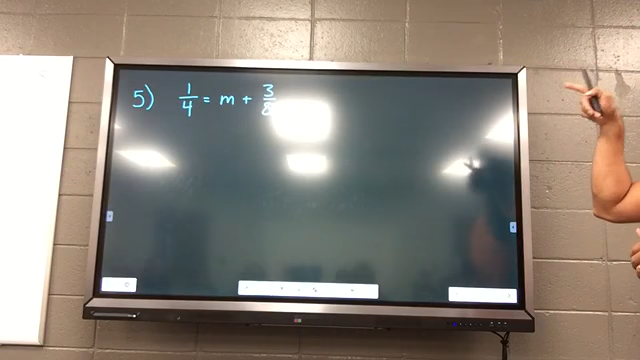 5) 1/4 = m + 3/8